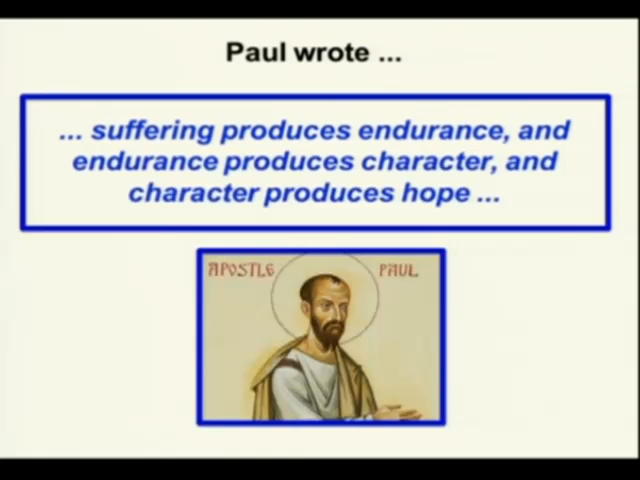 Paul wrote ...
... suffering produces endurance, and
endurance produces character, and
character produces hope ...
APOSTLE PAUL